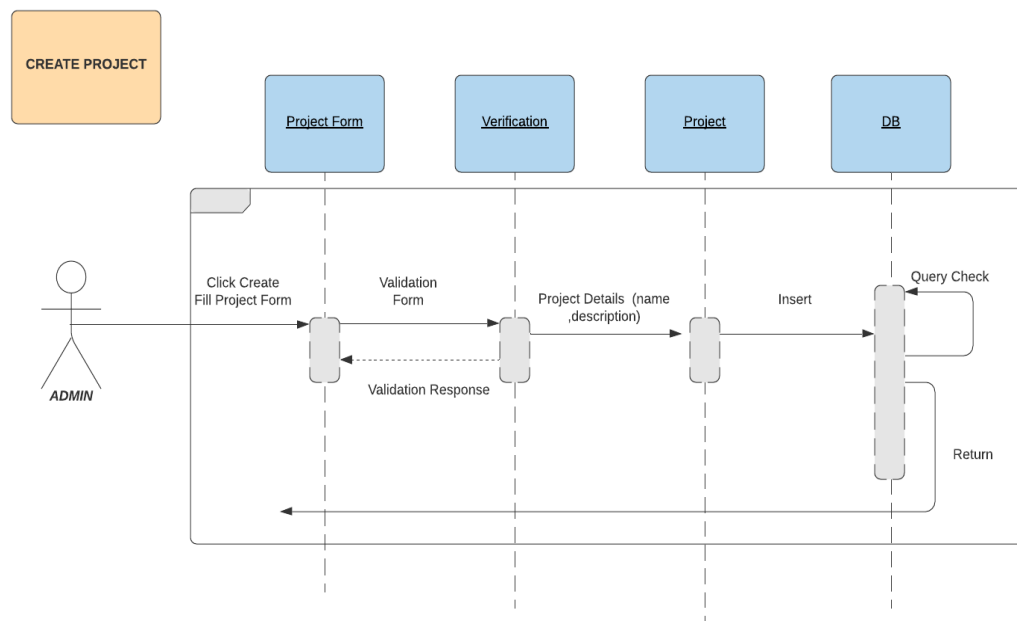 CREATE PROJECT
Project Form
Verification
Project
DB
Click Create
Fill Project Form
Validation
Form
Project Details  (name
,description)
Insert
Query Check
Validation Response
ADMIN
Return